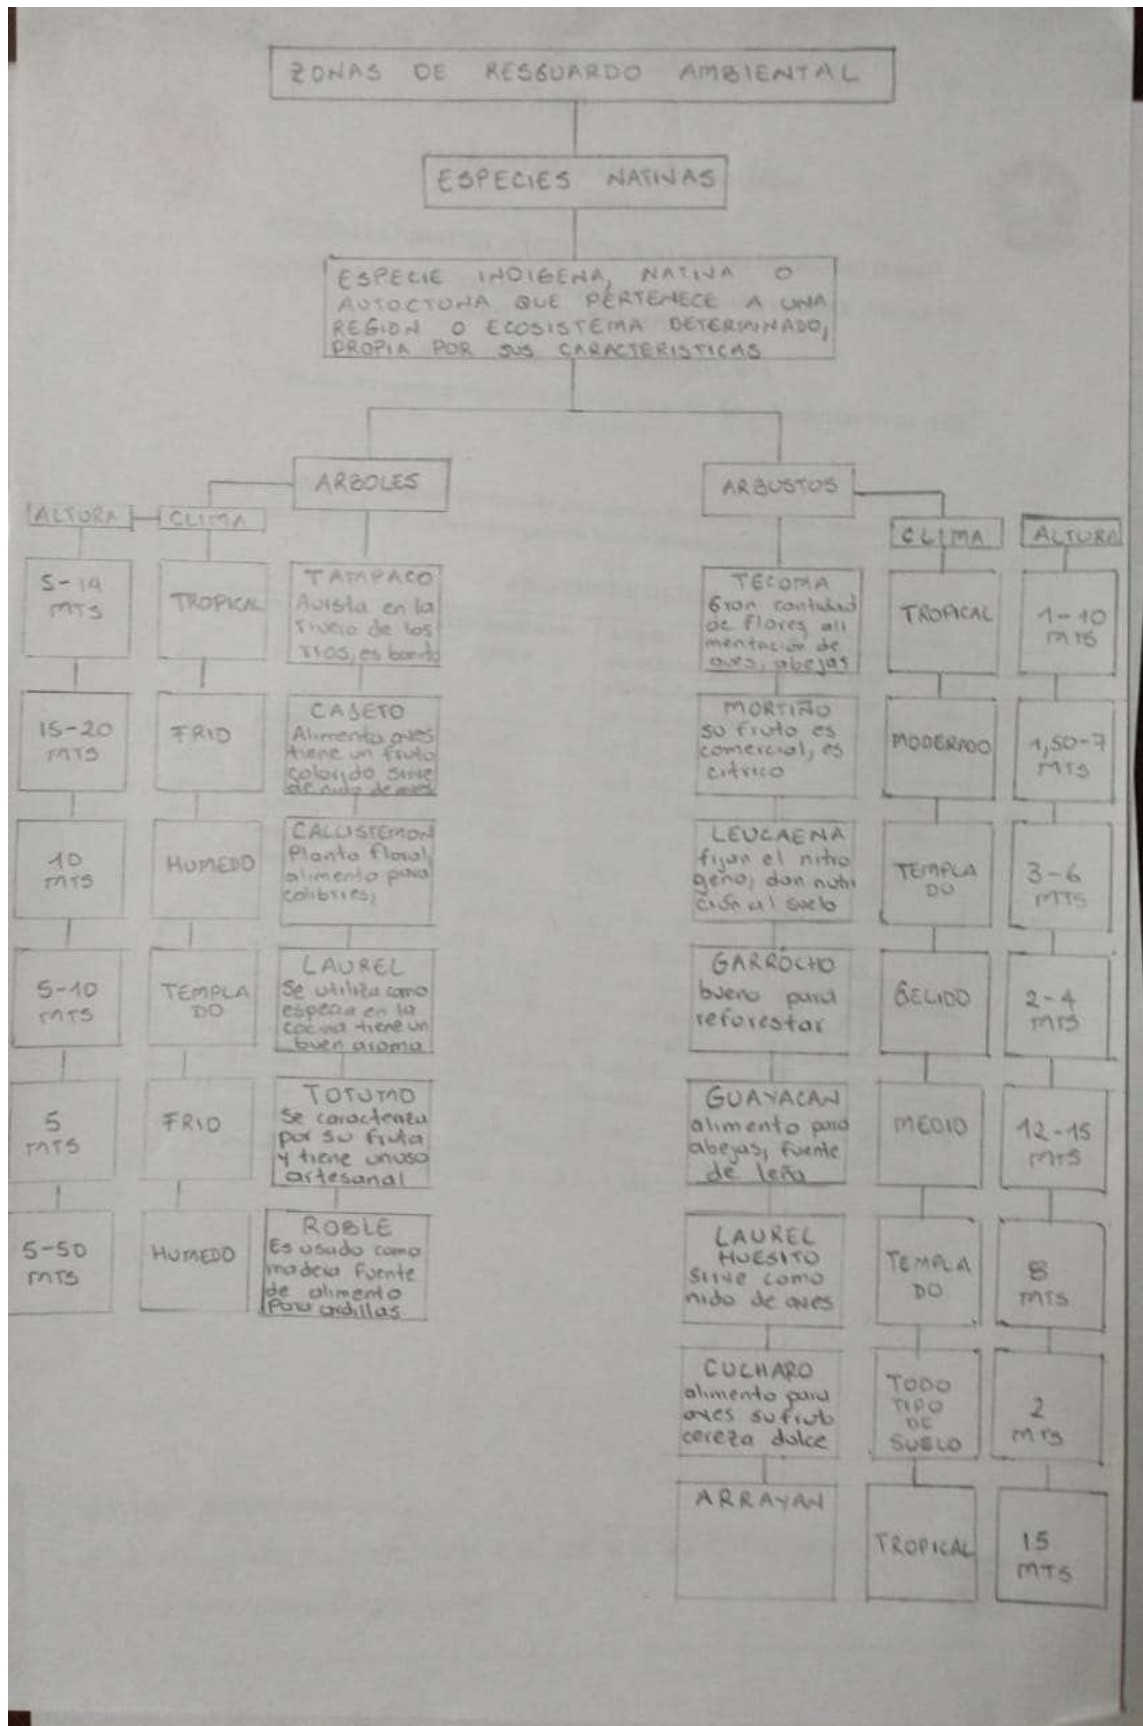 ZONAS DE RESGUARDO AMBIENTAL
ESPECIES NATIVAS
ESPECIE INDIGENA, NATIVA O
AUTOCTONA QUE PERTENECE A UNA
REGION O ECOSISTEMA DETERMINADO,
PROPIA POR SUS CARACTERISTICAS
ARBOLES
ALTURA
CLIMA
5-14
MTS
TROPICAL
TAMPACO
en la
de los
rios, es
15-20
MTS
FRIO
Alimento aves
tiene un fruto
colorido sirve
de nido de aves
10
MTS
HUMEDO
CALLISTEMON
Planta floral,
alimento para
colibries,
5-10
MTS
TEMPLA
DO
LAUREL
Se utiliza como
especia en la
cocina tiene un
buen aroma
5
MTS
FRIO
TOTUMO
Se caracteriza
por su fruta
y tiene un uso
artesanal
5-50
MTS
HUMEDO
ROBLE
Es usado como
madera fuente
de alimento
para ardillas
ARBUSTOS
CLIMA
ALTURA
TECOMA
Gran cantidad
de flores ali
mentación de
aves, abejas
TROPICAL
1-10
MTS
MORTIÑO
su fruto es
comercial, es
citrico
MODERADO
1,50-7
MTS
LEUCAENA
fijan el nitro
geno, dan nutri
ción al suelo
TEMPLA
DO
3-6
MTS
GARROCHO
bueno para
reforestar
GELIDO
2-4
MTS
GUAYACAN
alimento para
abejas, fuente
de leña
MEDIO
12-15
MTS
LAUREL
HUESITO
sirve como
nido de aves
TEMPLA
DO
8
MTS
CUCHARO
alimento para
aves su fruto
cereza dulce
TODO
TIPO
DE
SUELO
2
MTS
ARRAYAN
TROPICAL
15
MTS